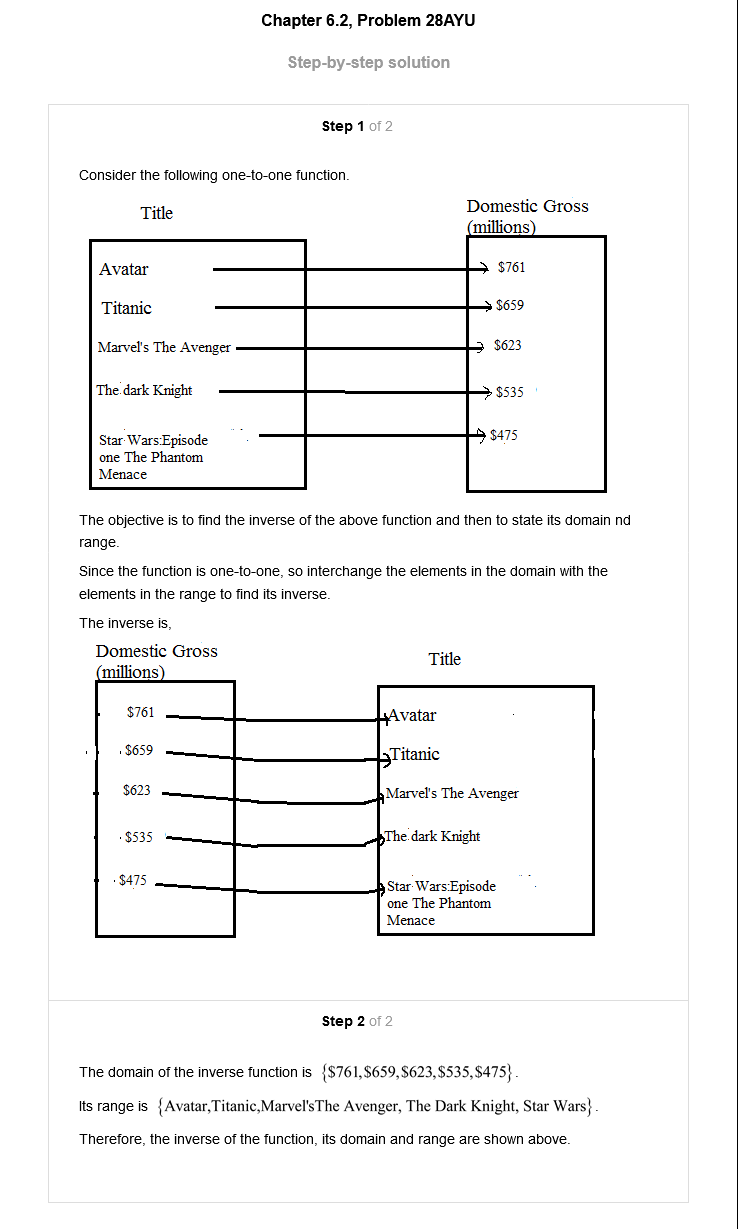 Chapter 6.2, Problem 28AYU
Step-by-step solution
Step 1 of 2
Consider the following one-to-one function.
Title
Domestic Gross
(millions)
Avatar
$761
Titanic
$659
Marvel's The Avenger
$623
The dark Knight
$535
Star Wars:Episode
one The Phantom
Menace
$475
The objective is to find the inverse of the above function and then to state its domain nd
range.
Since the function is one-to-one, so interchange the elements in the domain with the
elements in the range to find its inverse.
The inverse is,
Domestic Gross
(millions)
Title
$761
Avatar
$659
Titanic
$623
Marvel's The Avenger
$535
The dark Knight
$475
Star Wars:Episode
one The Phantom
Menace
Step 2 of 2
The domain of the inverse function is {$761,$659,$623,$535,$475}.
Its range is {Avatar,Titanic,Marvel'sThe Avenger, The Dark Knight, Star Wars}.
Therefore, the inverse of the function, its domain and range are shown above.